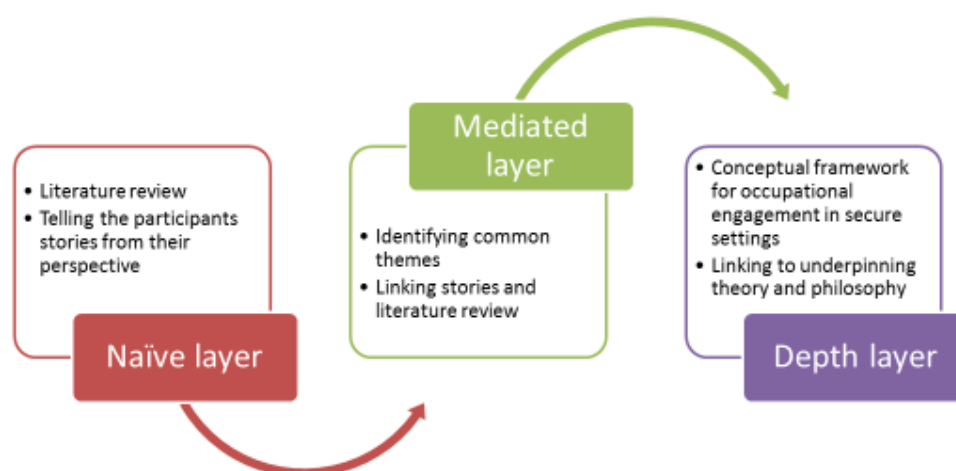 • Literature review
• Telling the participants
stories from their
perspective
Naïve layer
Mediated
layer
• Identifying common
themes
• Linking stories and
literature review
• Conceptual framework
for occupational
engagement in secure
settings
• Linking to underpinning
theory and philosophy
Depth layer